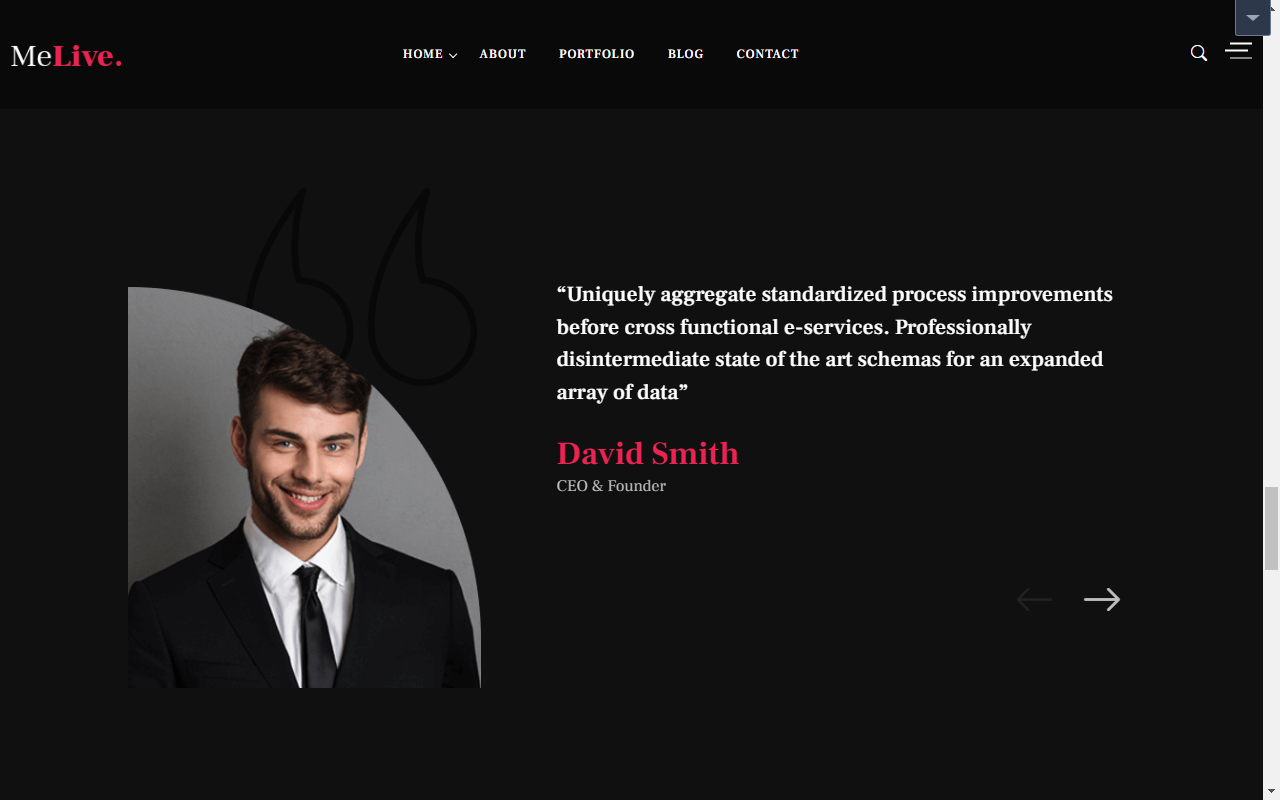 MeLive.
HOME
ABOUT
PORTFOLIO
BLOG
CONTACT
“Uniquely aggregate standardized process improvements
before cross functional e-services. Professionally
disintermediate state of the art schemas for an expanded
array of data”
David Smith
CEO & Founder